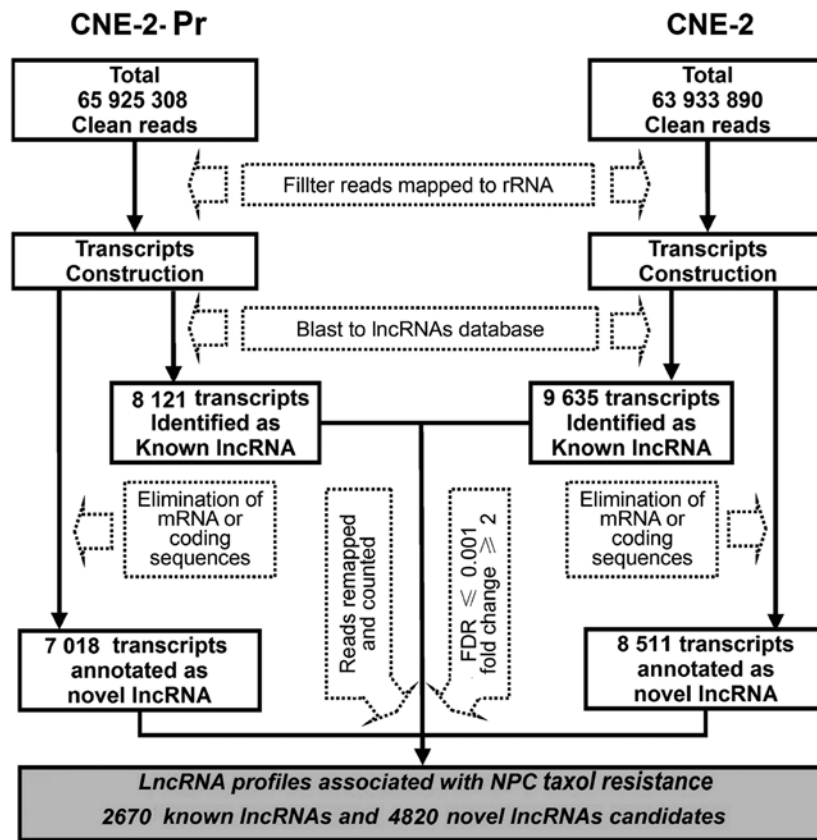 CNE-2-Pr
CNE-2
Total
65 925 308
Clean reads
Total
63 933 890
Clean reads
Fillter reads mapped to rRNA
Transcripts
Construction
Transcripts
Construction
Blast to lncRNAs database
8 121 transcripts
Identified as
Known lncRNA
9 635 transcripts
Identified as
Known lncRNA
Elimination of
mRNA or
coding
sequences
Reads remapped
and counted
FDR ⩽ 0.001
fold change ⩾ 2
Elimination of
mRNA or
coding
sequences
7 018 transcripts
annotated as
novel lncRNA
8 511 transcripts
annotated as
novel lncRNA
LncRNA profiles associated with NPC taxol resistance
2670 known lncRNAs and 4820 novel lncRNAs candidates